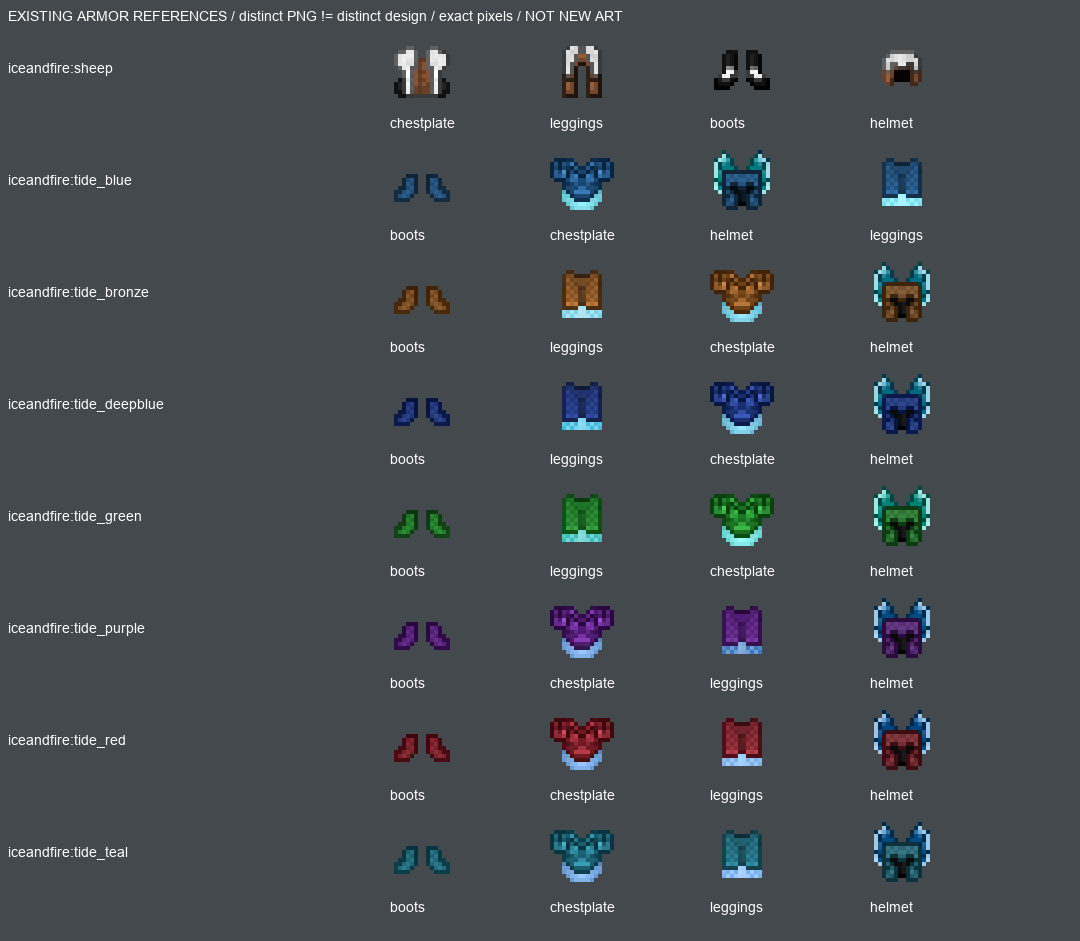 EXISTING ARMOR REFERENCES / distinct PNG != distinct design / exact pixels / NOT NEW ART
iceandfire:sheep
chestplate leggings boots helmet
iceandfire:tide_blue
boots chestplate helmet leggings
iceandfire:tide_bronze
boots leggings chestplate helmet
iceandfire:tide_deepblue
boots leggings chestplate helmet
iceandfire:tide_green
boots leggings chestplate helmet
iceandfire:tide_purple
boots chestplate leggings helmet
iceandfire:tide_red
boots chestplate leggings helmet
iceandfire:tide_teal
boots chestplate leggings helmet